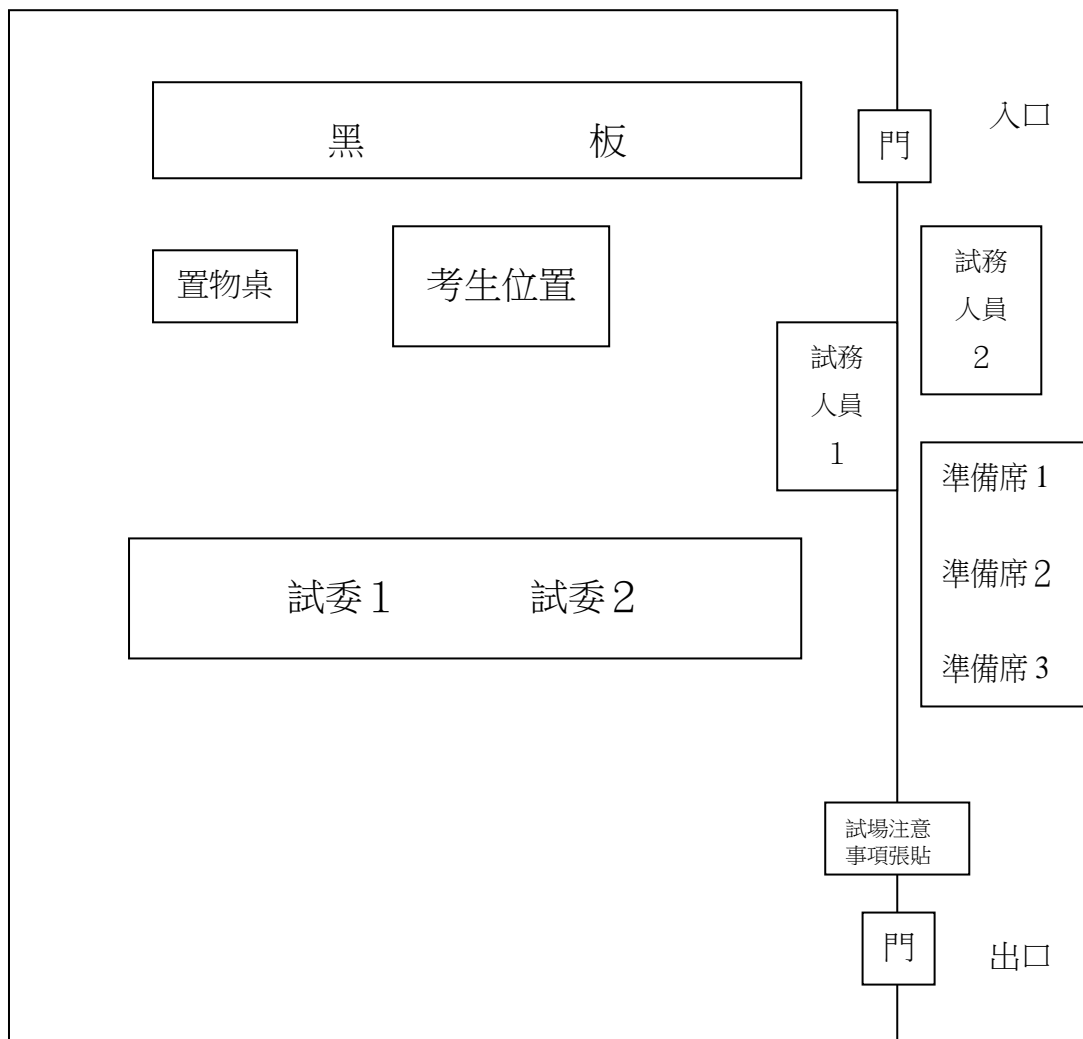 黑 板
門
入口
置物桌
考生位置
試務
人員
２
試務
人員
１
準備席 1
準備席２
準備席 3
試委１ 試委２
試場注意
事項張貼
門
出口